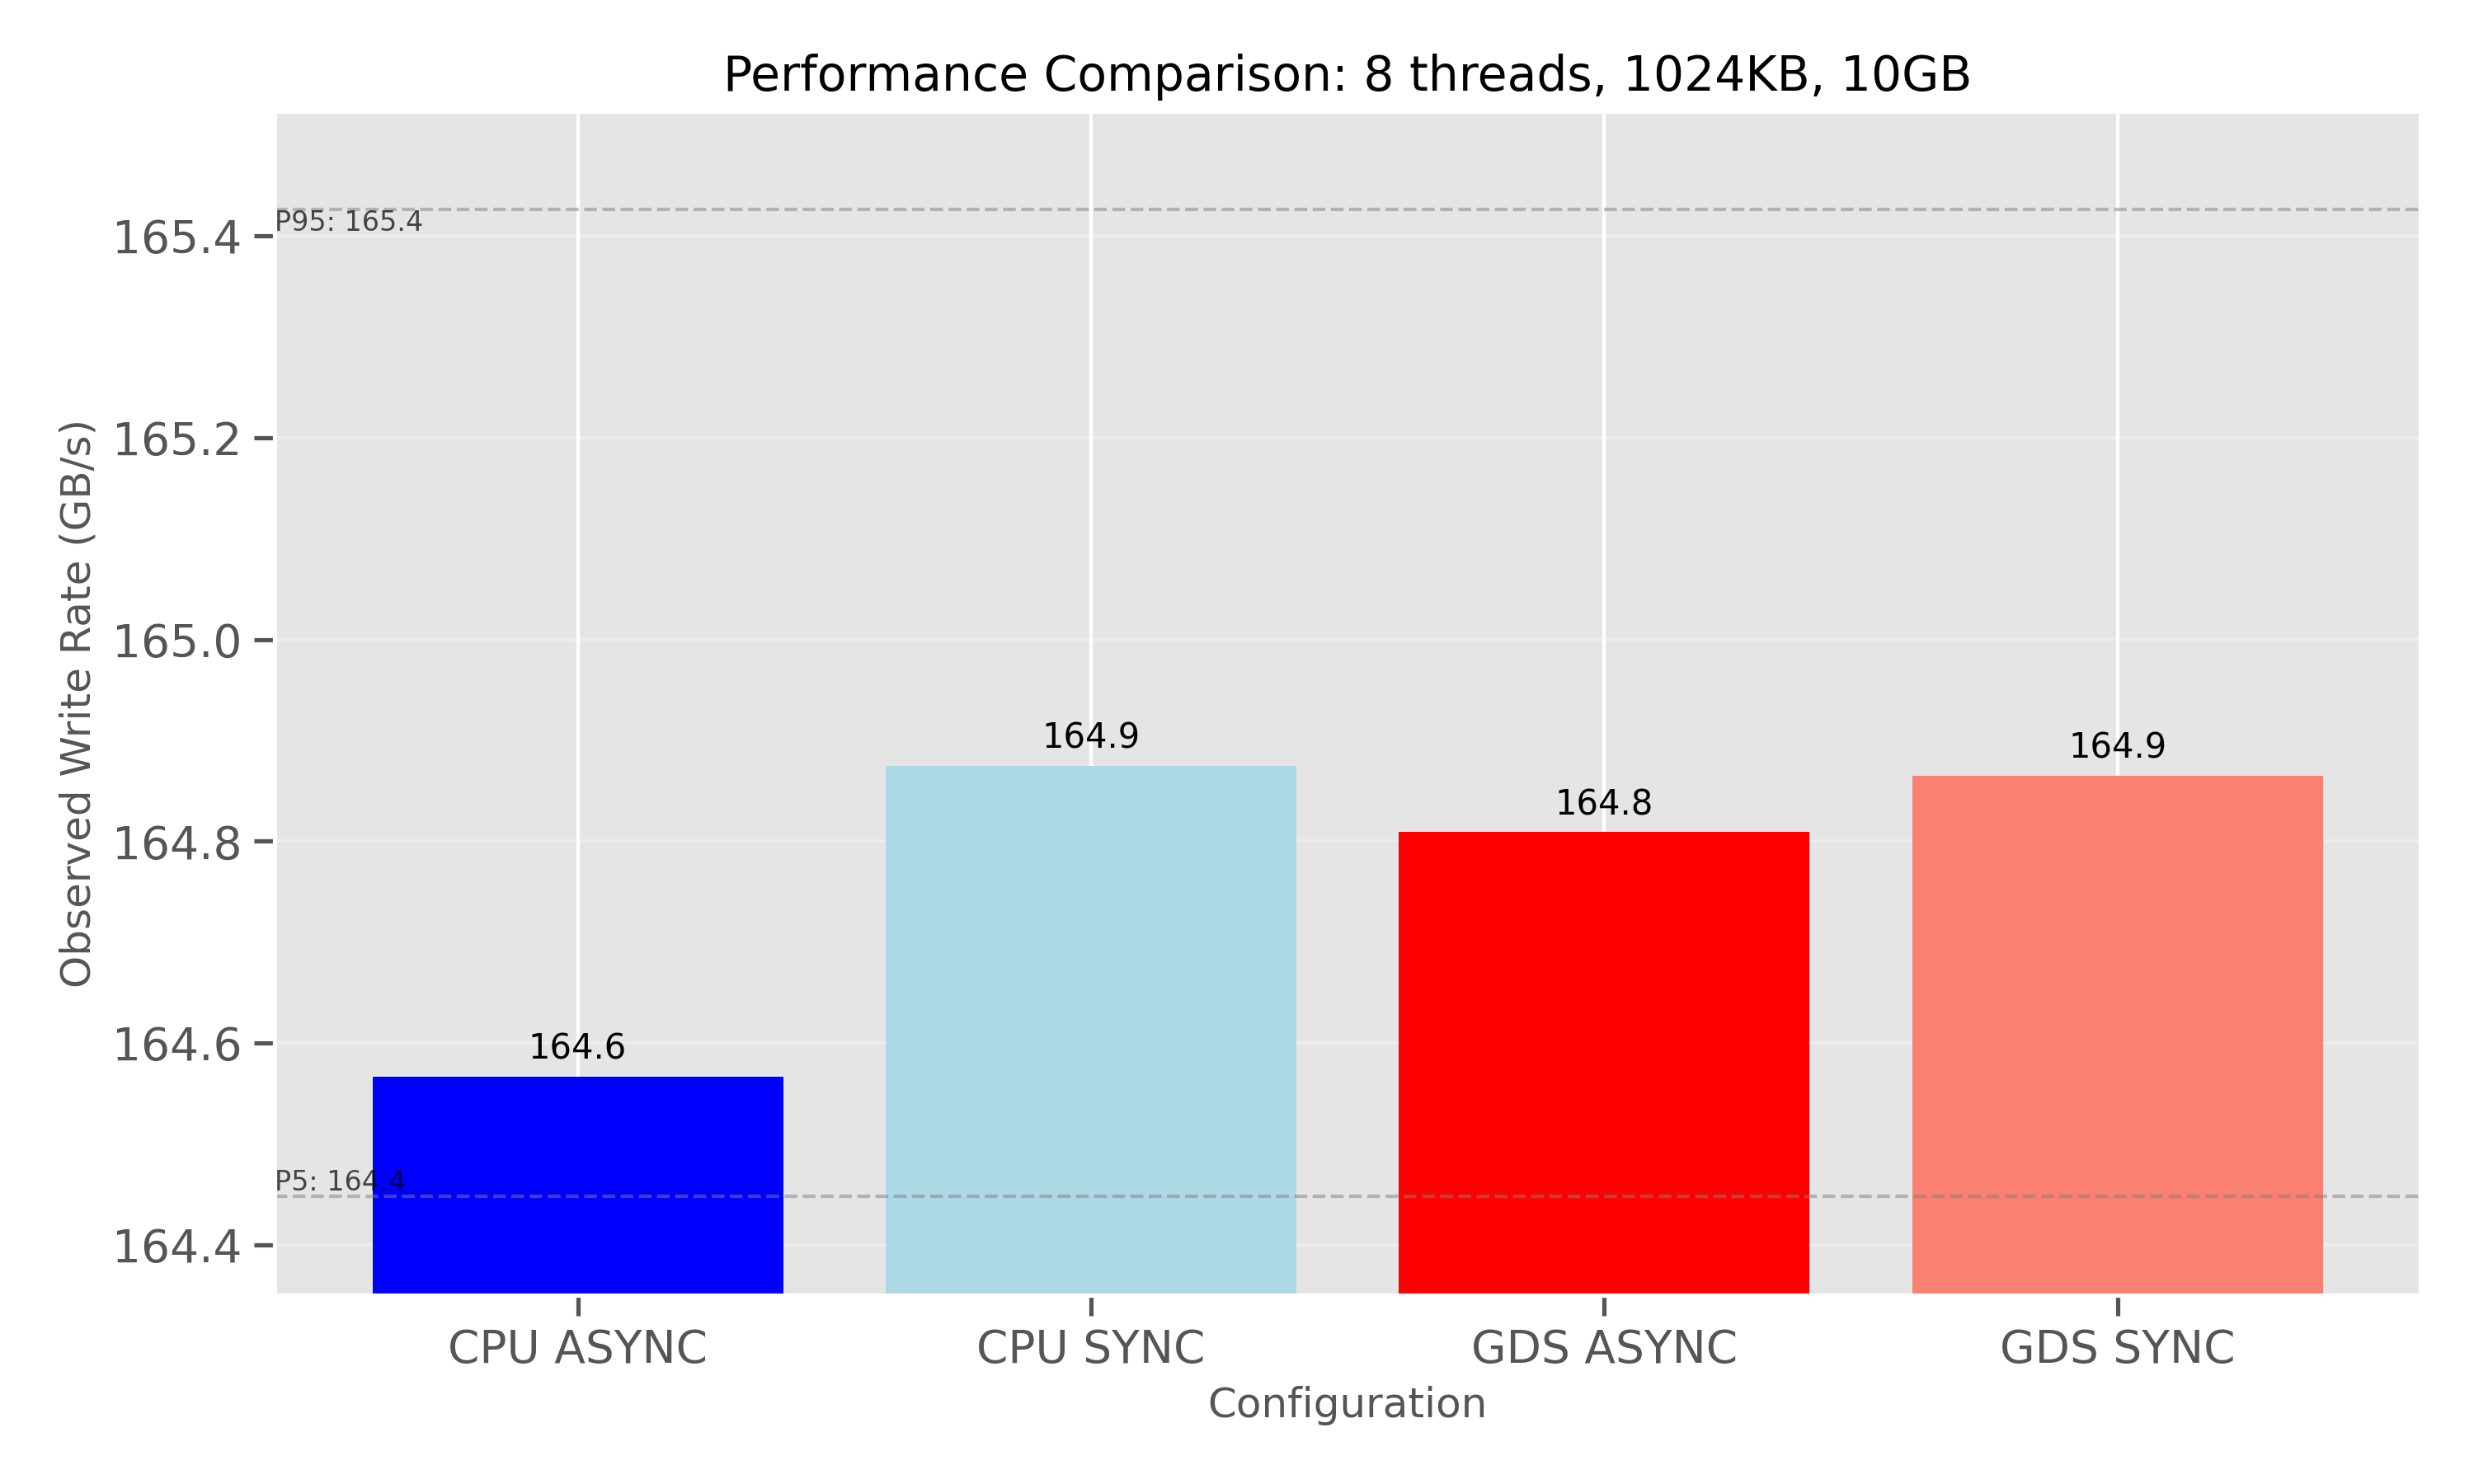 Performance Comparison: 8 threads, 1024KB, 10GB
Observed Write Rate (GB/s)
165.4
165.2
165.0
164.8
164.6
164.4
P95: 165.4
P5: 164.4
164.6
164.9
164.8
164.9
CPU ASYNC
CPU SYNC
GDS ASYNC
GDS SYNC
Configuration